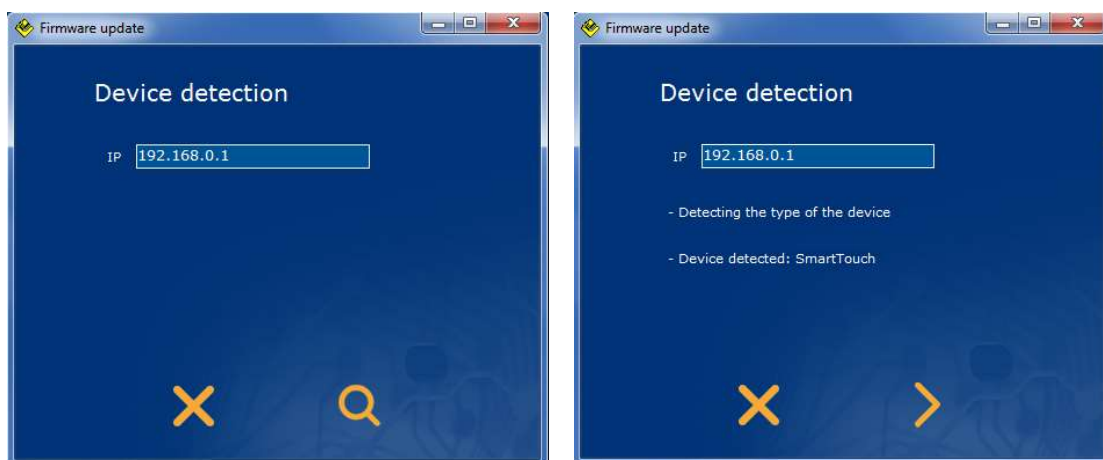 Firmware update
Device detection
IP 192.168.0.1
Firmware update
Device detection
IP 192.168.0.1
- Detecting the type of the device
- Device detected: SmartTouch